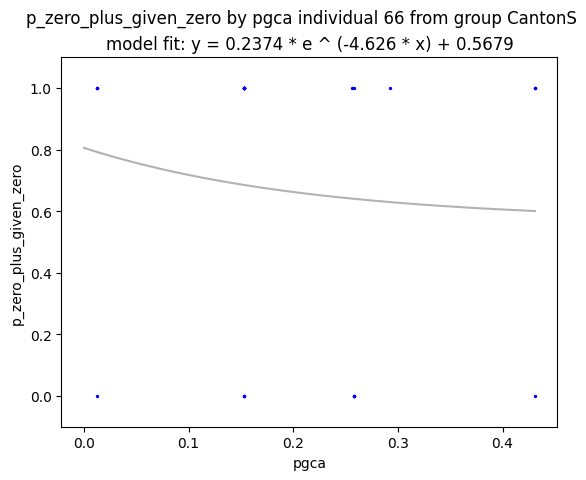 p_zero_plus_given_zero by pgca individual 66 from group CantonS
model fit: y = 0.2374 * e ^ (-4.626 * x) + 0.5679
1.0
0.8
0.6
0.4
0.2
0.0
p_zero_plus_given_zero
0.0 0.1 0.2 0.3 0.4
pgca